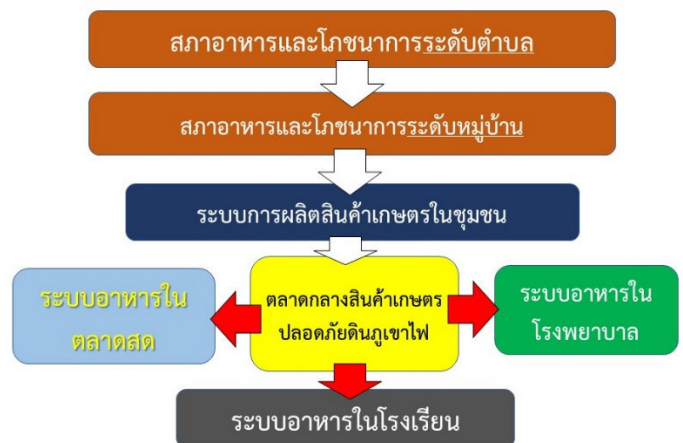 สภาอาหารและโภชนาการระดับตำบล
สภาอาหารและโภชนาการระดับหมู่บ้าน
ระบบการผลิตสินค้าเกษตรในชุมชน
ระบบอาหารใน
ตลาดสด
ตลาดกลางสินค้าเกษตร
ปลอดภัยดินภูเขาไฟ
ระบบอาหารใน
โรงพยาบาล
ระบบอาหารในโรงเรียน